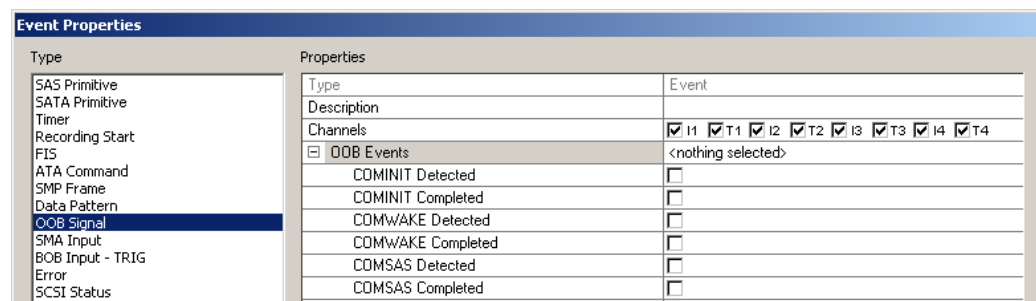 Event Properties
Type
Properties
SAS Primitive
SATA Primitive
Timer
Recording Start
FIS
ATA Command
SMP Frame
Data Pattern
OOB Signal
SMA Input
BOB Input - TRIG
Error
SCSI Status
Type Event
Description
Channels I1 T1 I2 T2 I3 T3 I4 T4
OOB Events <nothing selected>
COMINIT Detected
COMINIT Completed
COMWAKE Detected
COMWAKE Completed
COMSAS Detected
COMSAS Completed